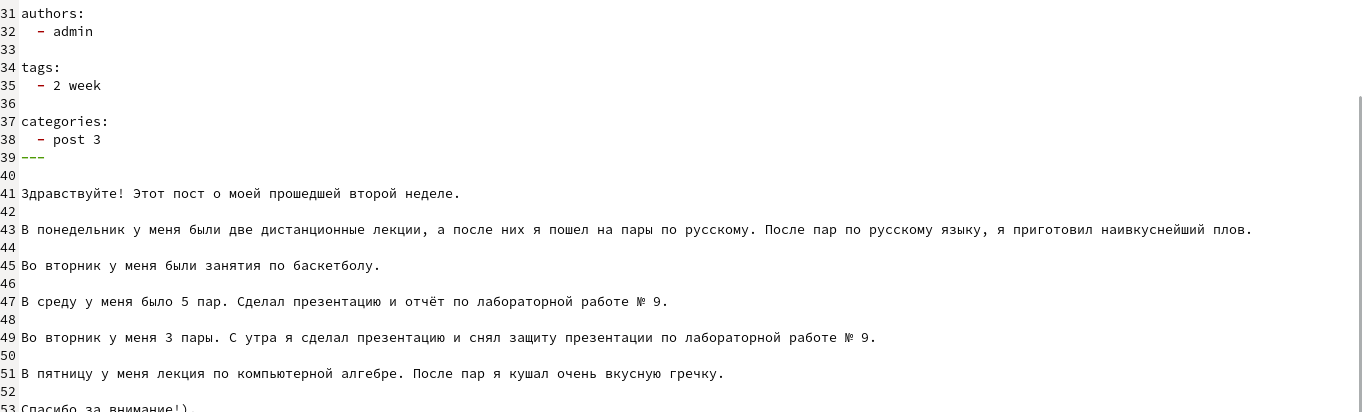 31 authors:
32   - admin
33
34 tags:
35   - 2 week
36
37 categories:
38   - post 3
39 ---
40
41 Здравствуйте! Этот пост о моей прошедшей второй неделе.
42
43 В понедельник у меня были две дистанционные лекции, а после них я пошел на пары по русскому. После пар по русскому языку, я приготовил наивкуснейший плов.
44
45 Во вторник у меня были занятия по баскетболу.
46
47 В среду у меня было 5 пар. Сделал презентацию и отчёт по лабораторной работе № 9.
48
49 Во вторник у меня 3 пары. С утра я сделал презентацию и снял защиту презентации по лабораторной работе № 9.
50
51 В пятницу у меня лекция по компьютерной алгебре. После пар я кушал очень вкусную гречку.
52
53 Спасибо за внимание!).